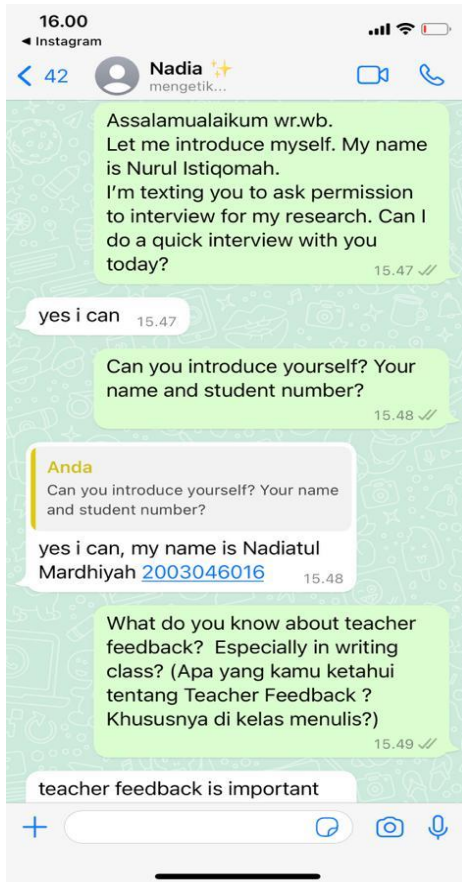 16.00
◄ Instagram
42
Nadia ✨
mengetik...
Assalamualaikum wr.wb.
Let me introduce myself. My name
is Nurul Istiqomah.
I'm texting you to ask permission
to interview for my research. Can I
do a quick interview with you
today?
15.47
yes i can 15.47
Can you introduce yourself? Your
name and student number?
15.48
Anda
Can you introduce yourself? Your name
and student number?
yes i can, my name is Nadiatul
Mardhiyah 2003046016 15.48
What do you know about teacher
feedback?  Especially in writing
class? (Apa yang kamu ketahui
tentang Teacher Feedback ?
Khususnya di kelas menulis?)
15.49
teacher feedback is important